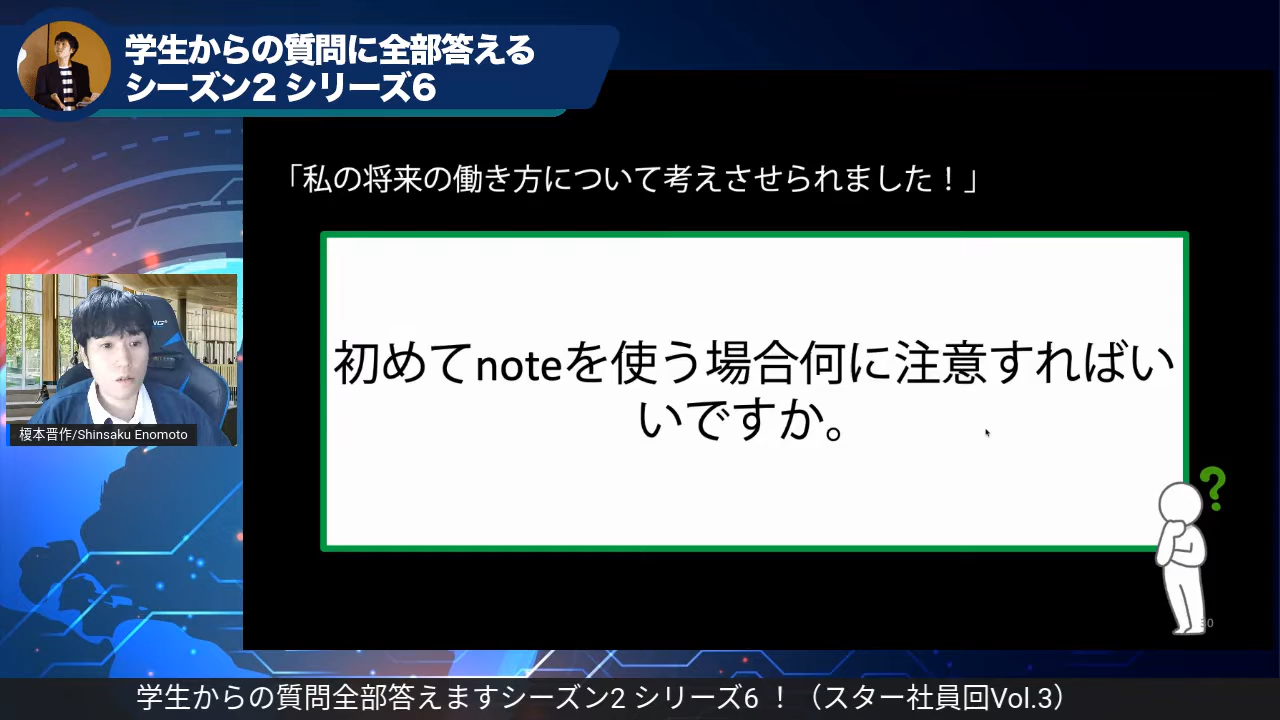 学生からの質問に全部答える
シーズン2 シリーズ6
「私の将来の働き方について考えさせられました！」
初めてnoteを使う場合何に注意すればい
いですか。
?
榎本晋作/Shinsaku Enomoto
30
学生からの質問全部答えますシーズン2 シリーズ6 ！（スター社員回Vol.3）